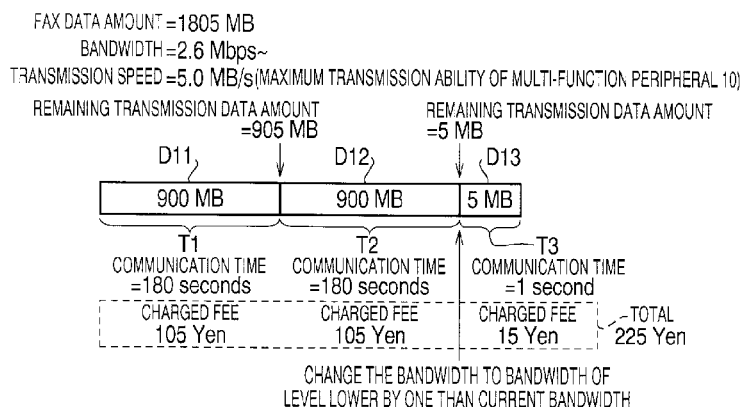 FAX DATA AMOUNT =1805 MB
BANDWIDTH =2.6 Mbps~
TRANSMISSION SPEED =5.0 MB/s(MAXIMUM TRANSMISSION ABILITY OF MULTI-FUNCTION PERIPHERAL 10)
REMAINING TRANSMISSION DATA AMOUNT =905 MB
REMAINING TRANSMISSION DATA AMOUNT =5 MB
D11 D12 D13
900 MB 900 MB 5 MB
T1 T2 T3
COMMUNICATION TIME =180 seconds
COMMUNICATION TIME =180 seconds
COMMUNICATION TIME =1 second
CHARGED FEE 105 Yen
CHARGED FEE 105 Yen
CHARGED FEE 15 Yen
TOTAL 225 Yen
CHANGE THE BANDWIDTH TO BANDWIDTH OF
LEVEL LOWER BY ONE THAN CURRENT BANDWIDTH